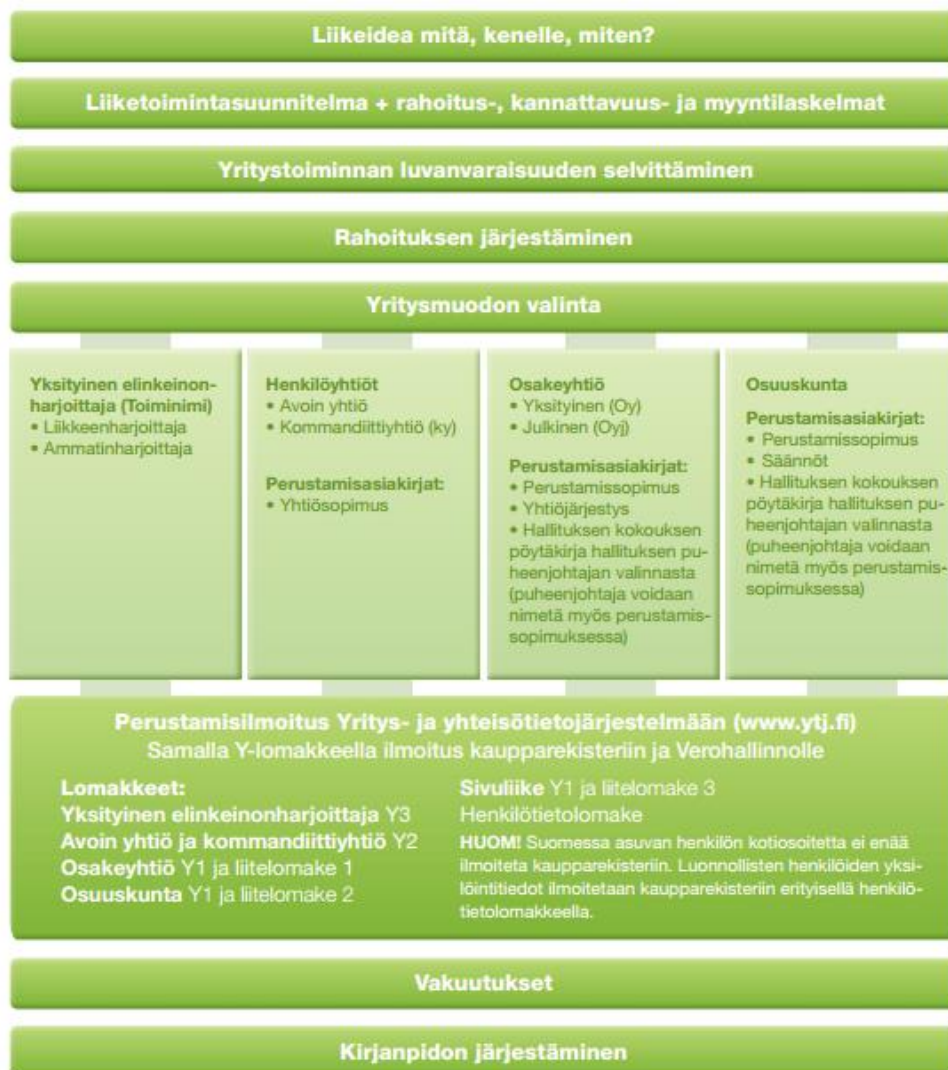 Liikeidea mitä, kenelle, miten?
Liiketoimintasuunnitelma + rahoitus-, kannattavuus- ja myyntilaskelmat
Yritystoiminnan luvanvaraisuuden selvittäminen
Rahoituksen järjestäminen
Yritysmuodon valinta
Yksityinen elinkeinon-
harjoittaja (Toiminimi)
• Liikkeenharjoittaja
• Ammatinharjoittaja
Henkilöyhtiöt
• Avoin yhtiö
• Kommandiittiyhtiö (ky)
Perustamisasiakirjat:
• Yhtiösopimus
Osakeyhtiö
• Yksityinen (Oy)
• Julkinen (Oyj)
Perustamisasiakirjat:
• Perustamissopimus
• Yhtiöjärjestys
• Hallituksen kokouksen
pöytäkirja hallituksen pu-
heenjohtajan valinnasta
(puheenjohtaja voidaan
nimetä myös perustamis-
sopimuksessa)
Osuuskunta
Perustamisasiakirjat:
• Perustamissopimus
• Säännöt
• Hallituksen kokouksen
pöytäkirja hallituksen pu-
heenjohtajan valinnasta
(puheenjohtaja voidaan
nimetä myös perustamis-
sopimuksessa)
Perustamisilmoitus Yritys- ja yhteisötietojärjestelmään (www.ytj.fi)
Samalla Y-lomakkeella ilmoitus kaupparekisteriin ja Verohallinnolle
Lomakkeet:
Yksityinen elinkeinonharjoittaja Y3
Avoin yhtiö ja kommandiittiyhtiö Y2
Osakeyhtiö Y1 ja liitelomake 1
Osuuskunta Y1 ja liitelomake 2
Sivuliike Y1 ja liitelomake 3
Henkilötietolomake
HUOM! Suomessa asuvan henkilön kotiosoitetta ei enää
ilmoiteta kaupparekisteriin. Luonnollisten henkilöiden yksi-
löintitiedot ilmoitetaan kaupparekisteriin erityisellä henkilö-
tietolomakkeella.
Vakuutukset
Kirjanpidon järjestäminen